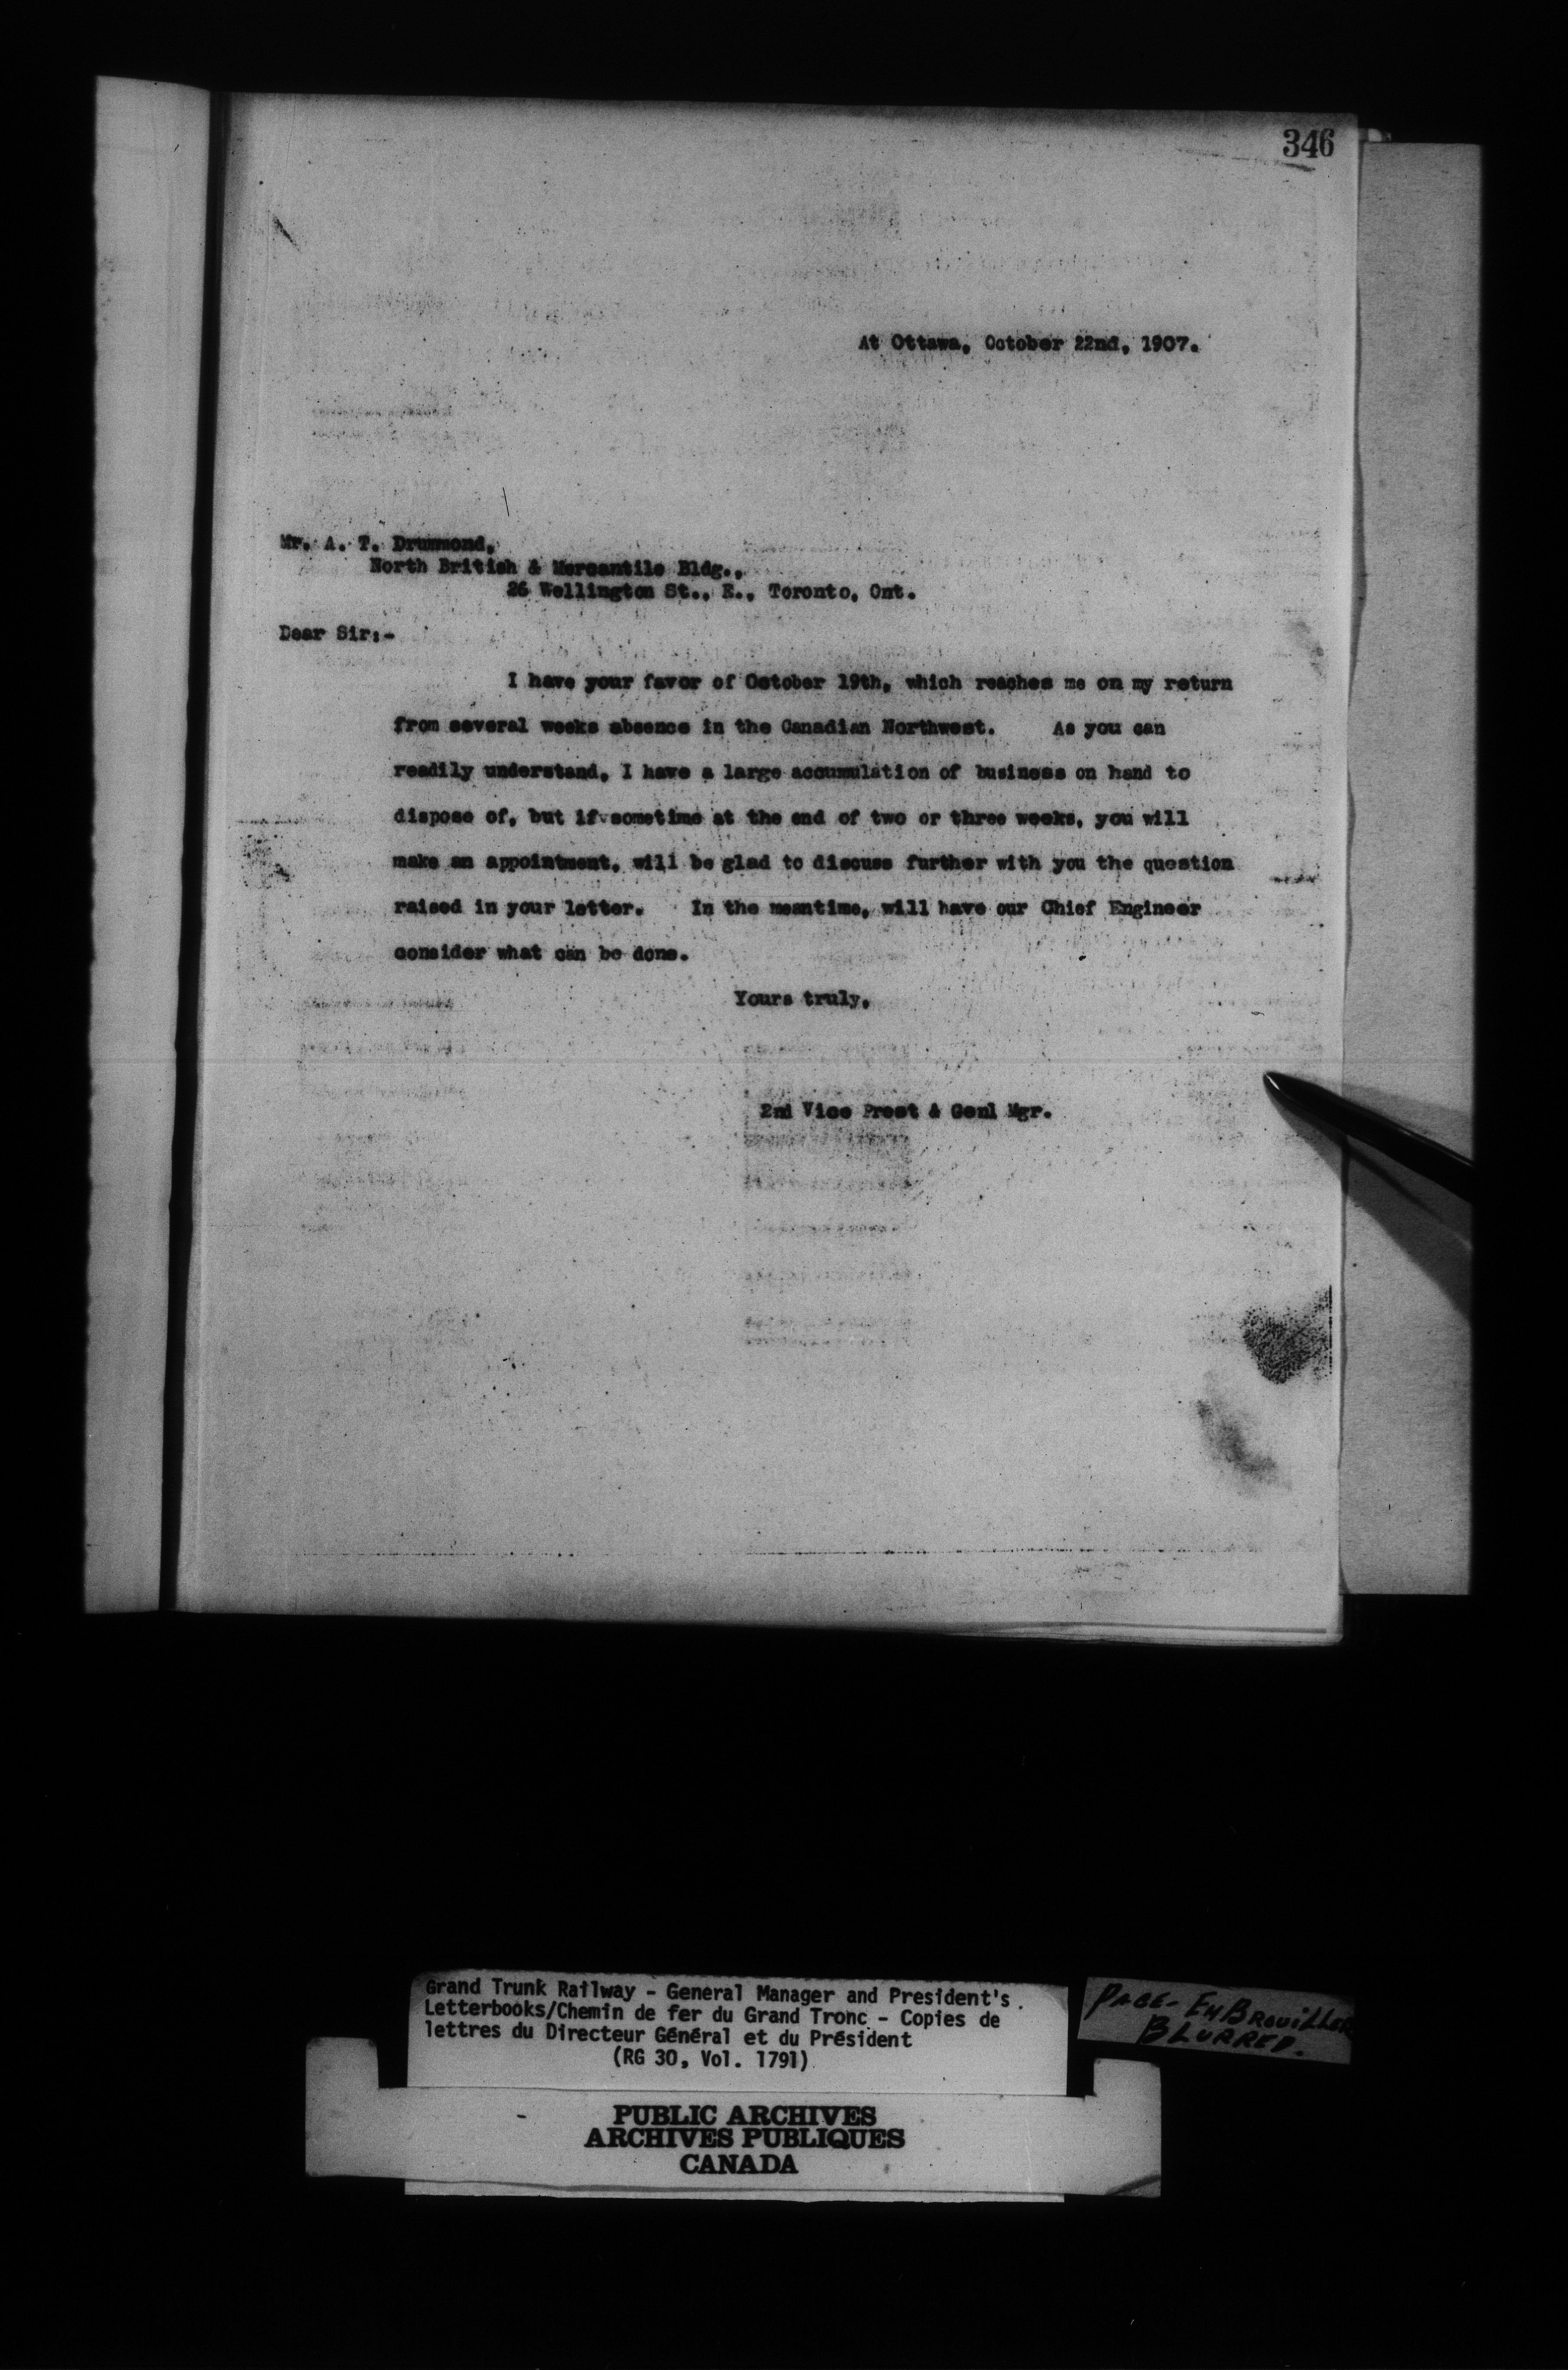 346
At Ottawa, October 22nd, 1907.
Mr. A. T. Drummond,
North British & Mercantile Bldg.,
26 Wellington St., E., Toronto, Ont.
Dear Sir:-
I have your favor of October 19th, which reaches me on my return
from several weeks absence in the Canadian Northwest. As you can
readily understand, I have a large accumulation of business on hand to
dispose of, but if sometime at the end of two or three weeks, you will
make an appointment, will be glad to discuss further with you the question
raised in your letter. In the meantime, will have our Chief Engineer
consider what can be done.
Yours truly,
2nd Vice Prest & Genl Mgr.
Grand Trunk Railway - General Manager and President's
Letterbooks/Chemin de fer du Grand Tronc - Copies de
lettres du Directeur Général et du Président
(RG 30, Vol. 1791)
PAGE - EMBROUILLER
BLURRED.
PUBLIC ARCHIVES
ARCHIVES PUBLIQUES
CANADA